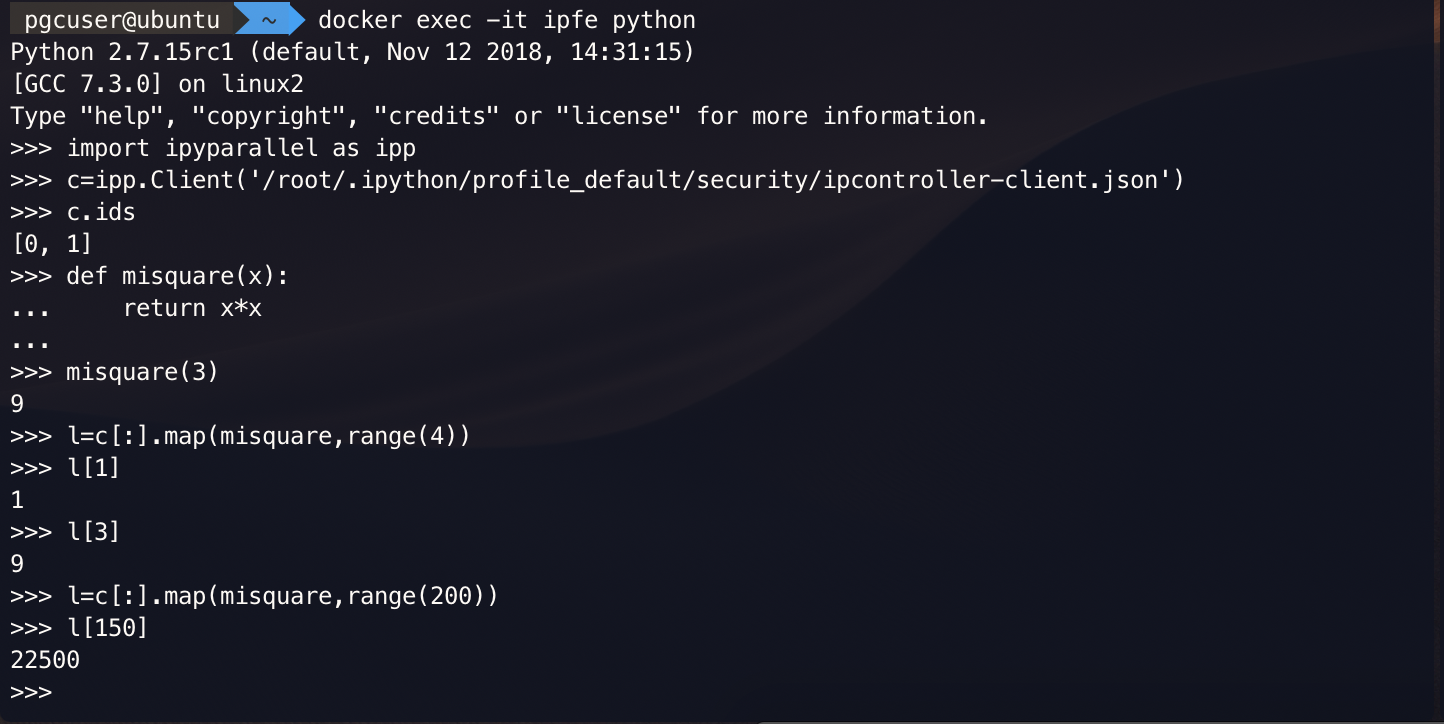 pgcuser@ubuntu ~ docker exec -it ipfe python
Python 2.7.15rc1 (default, Nov 12 2018, 14:31:15)
[GCC 7.3.0] on linux2
Type "help", "copyright", "credits" or "license" for more information.
>>> import ipyparallel as ipp
>>> c=ipp.Client('/root/.ipython/profile_default/security/ipcontroller-client.json')
>>> c.ids
[0, 1]
>>> def misquare(x):
...     return x*x
...
>>> misquare(3)
9
>>> l=c[:].map(misquare,range(4))
>>> l[1]
1
>>> l[3]
9
>>> l=c[:].map(misquare,range(200))
>>> l[150]
22500
>>>